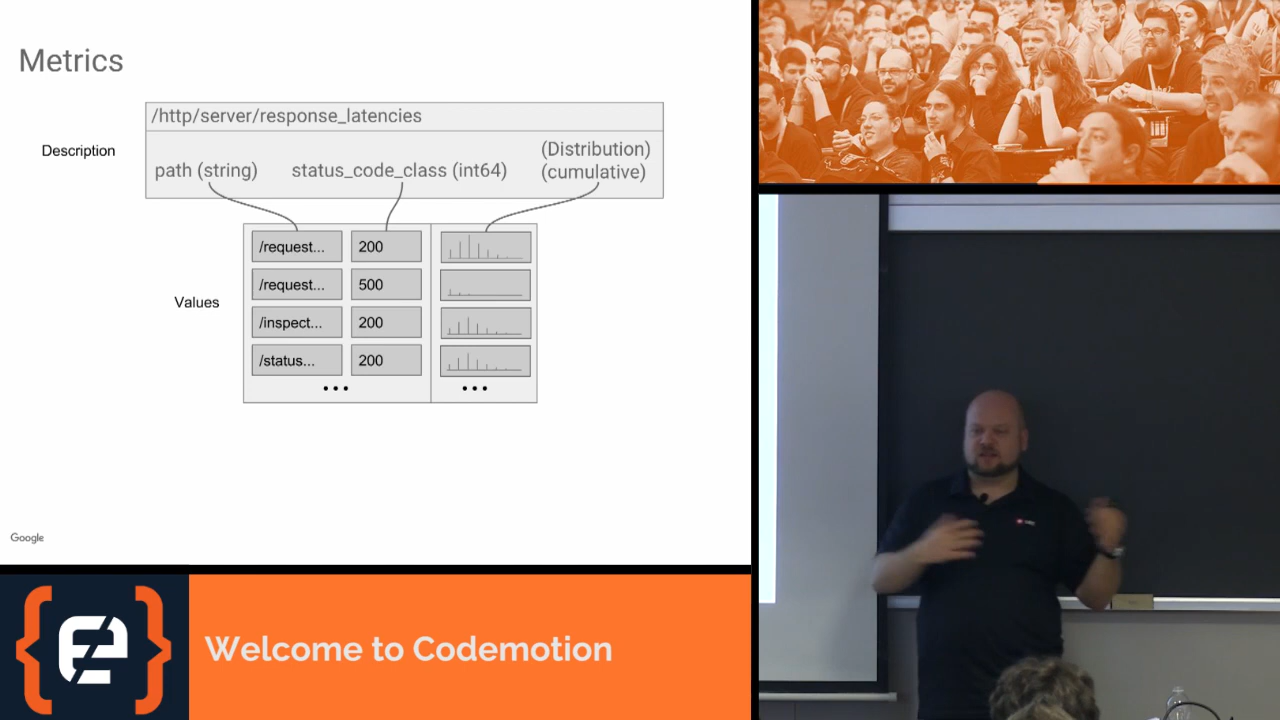 Metrics
/http/server/response_latencies
Description
path (string)
status_code_class (int64)
(Distribution)
(cumulative)
Values
/request...
200
/request...
500
/inspect...
200
/status...
200
...
...
Google
Welcome to Codemotion